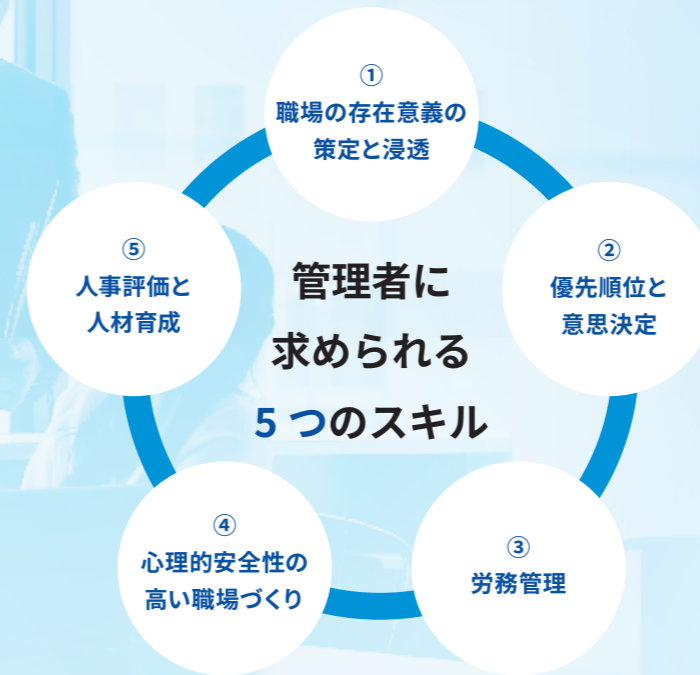 管理者に
求められる
5つのスキル
①
職場の存在意義の
策定と浸透
②
優先順位と
意思決定
③
労務管理
④
心理的安全性の
高い職場づくり
⑤
人事評価と
人材育成